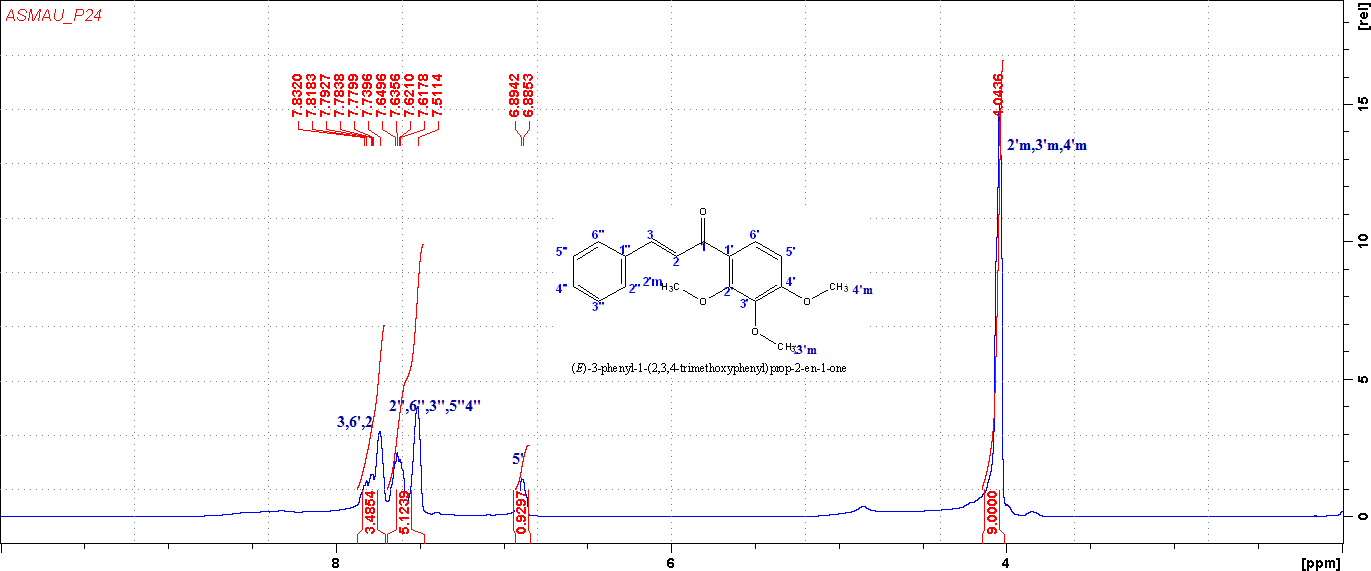 ASMAU_P24
[rel]
7.8320
7.8183
7.7927
7.7838
7.7799
7.7396
7.6496
7.6356
7.6210
7.6178
7.5114
6.8942
6.8853
4.0436
15
2'm,3'm,4'm
O
6''
3
6'
5''
1''
1
1'
5'
2
4''
2''
2'm
H₃C
2'
4'
CH₃
4'm
3''
O
3'
O
O
CH₃
3'm
(E)-3-phenyl-1-(2,3,4-trimethoxyphenyl)prop-2-en-1-one
10
5
3,6',2
2'',6'',3'',5''4''
5'
3.4854
5.1239
0.9297
9.0000
0
8
6
4
[ppm]